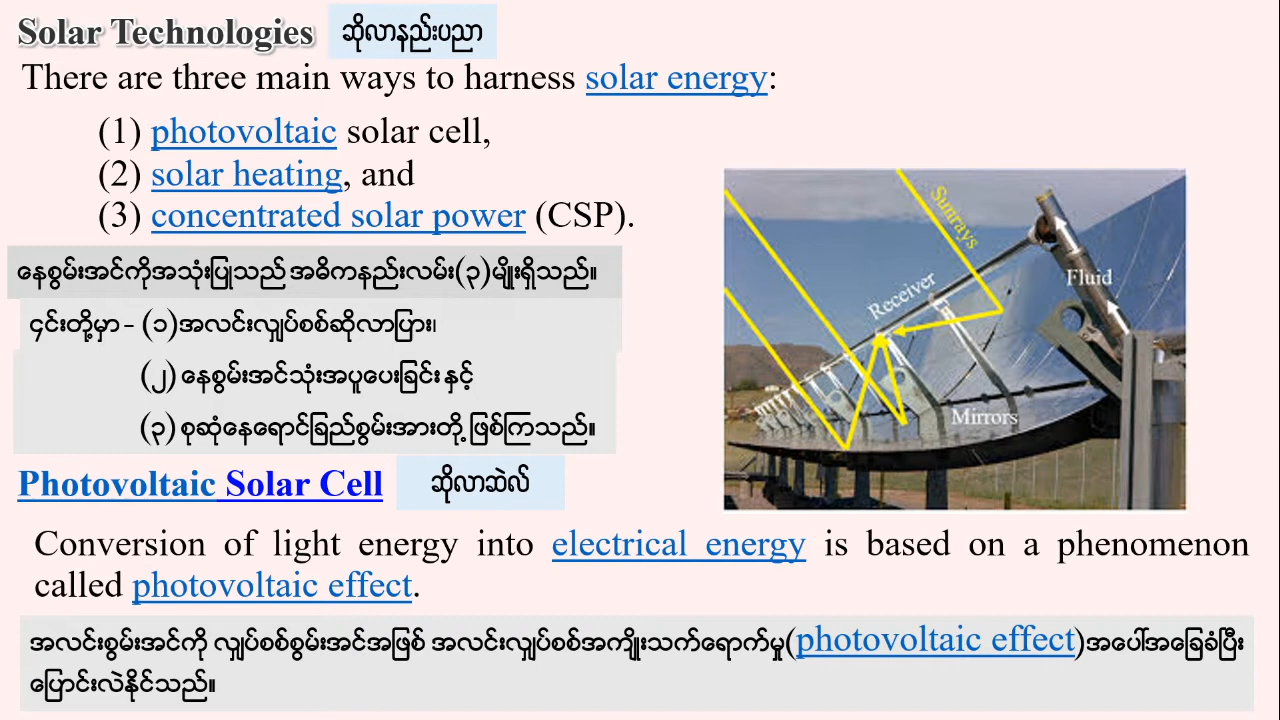 Solar Technologies ဆိုလာနည်းပညာ
There are three main ways to harness solar energy:
(1) photovoltaic solar cell,
(2) solar heating, and
(3) concentrated solar power (CSP).
နေစွမ်းအင်ကိုအသုံးပြုသည် အဓိကနည်းလမ်း(၃)မျိုးရှိသည်။
၄င်းတို့မှာ - (၁)အလင်းလျှပ်စစ်ဆိုလာပြား၊
(၂) နေစွမ်းအင်သုံးအပူပေးခြင်း နှင့်
(၃) စုဆုံနေရောင်ခြည်စွမ်းအားတို့ ဖြစ်ကြသည်။
Sunrays
Receiver
Fluid
Mirrors
Photovoltaic Solar Cell ဆိုလာဆဲလ်
Conversion of light energy into electrical energy is based on a phenomenon
called photovoltaic effect.
အလင်းစွမ်းအင်ကို လျှပ်စစ်စွမ်းအင်အဖြစ် အလင်းလျှပ်စစ်အကျိုးသက်ရောက်မှု(photovoltaic effect)အပေါ်အခြေခံပြီး
ပြောင်းလဲနိုင်သည်။